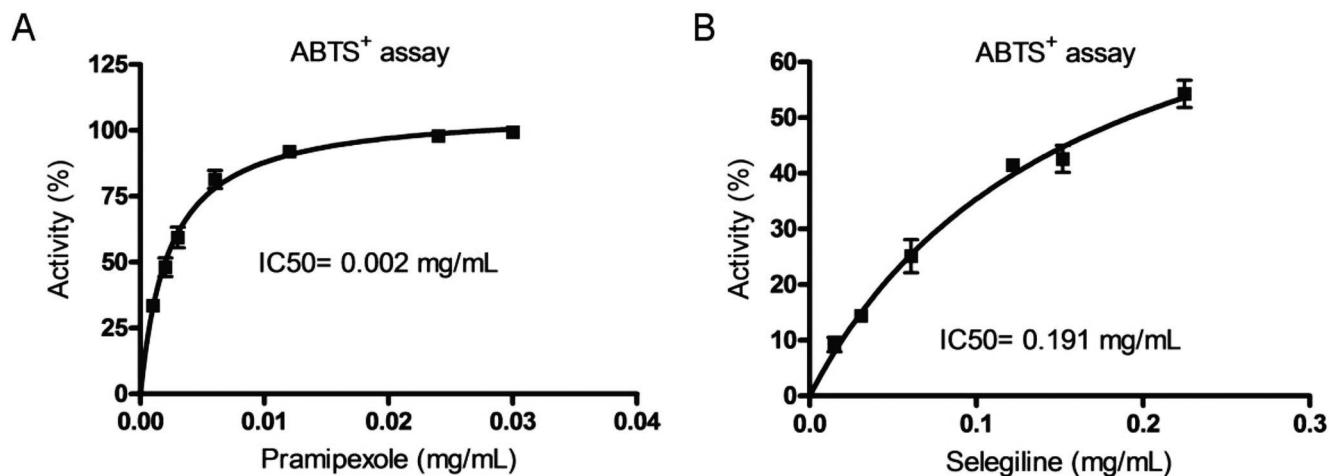 A
ABTS⁺ assay
Activity (%)
125
100
75
50
25
0
IC50= 0.002 mg/mL
0.00
0.01
0.02
0.03
0.04
Pramipexole (mg/mL)
B
ABTS⁺ assay
Activity (%)
60
50
40
30
20
10
0
IC50= 0.191 mg/mL
0.0
0.1
0.2
0.3
Selegiline (mg/mL)